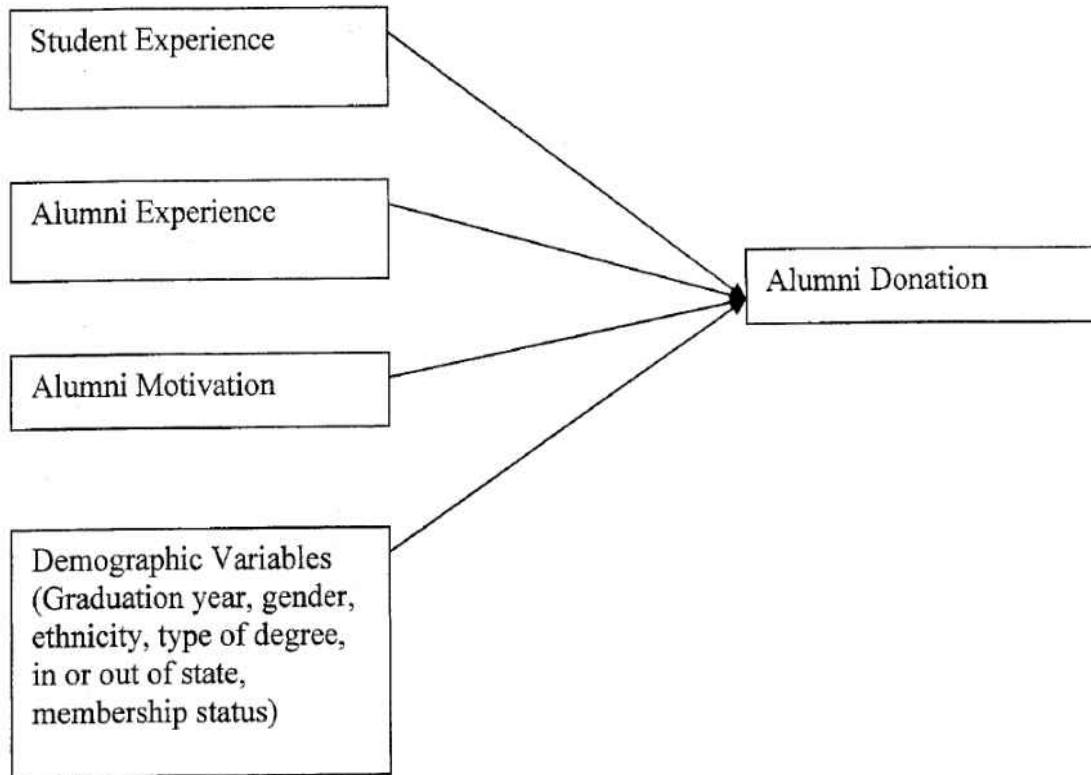 Student Experience
Alumni Experience
Alumni Donation
Alumni Motivation
Demographic Variables
(Graduation year, gender,
ethnicity, type of degree,
in or out of state,
membership status)